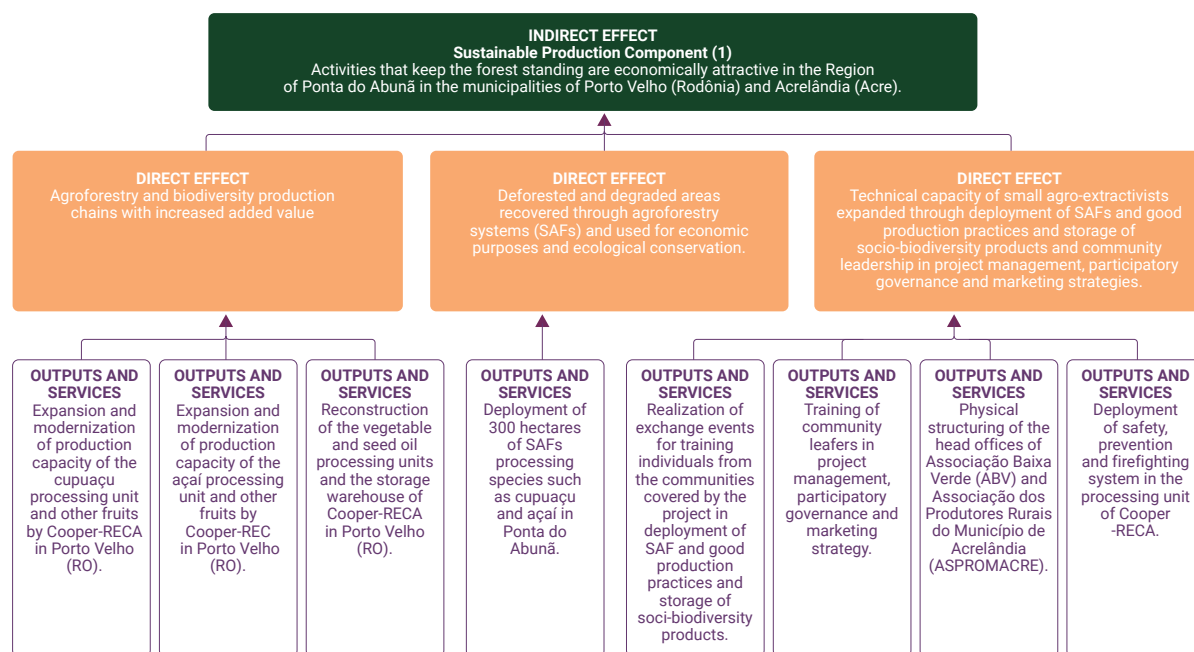 INDIRECT EFFECT
Sustainable Production Component (1)
Activities that keep the forest standing are economically attractive in the Region
of Ponta do Abunã in the municipalities of Porto Velho (Rodônia) and Acrelândia (Acre).
DIRECT EFFECT
Agroforestry and biodiversity production
chains with increased added value
DIRECT EFFECT
Deforested and degraded areas
recovered through agroforestry
systems (SAFs) and used for economic
purposes and ecological conservation.
DIRECT EFECT
Technical capacity of small agro-extractivists
expanded through deployment of SAFs and good
production practices and storage of
socio-biodiversity products and community
leadership in project management, participatory
governance and marketing strategies.
OUTPUTS AND
SERVICES
Expansion and
modernization
of production
capacity of the
cupuaçu
processing unit
and other fruits
by Cooper-RECA
in Porto Velho
(RO).
OUTPUTS AND
SERVICES
Expansion and
modernization
of production
capacity of the
açaí processing
unit and other
fruits by
Cooper-REC
in Porto Velho
(RO).
OUTPUTS AND
SERVICES
Reconstruction
of the vegetable
and seed oil
processing units
and the storage
warehouse of
Cooper-RECA
in Porto Velho
(RO).
OUTPUTS AND
SERVICES
Deployment of
300 hectares
of SAFs
processing
species such
as cupuaçu
and açaí in
Ponta do
Abunã.
OUTPUTS AND
SERVICES
Realization of
exchange events
for training
individuals from
the communities
covered by the
project in
deployment of
SAF and good
production
practices and
storage of
soci-biodiversity
products.
OUTPUTS AND
SERVICES
Training of
community
leafers in
project
management,
participatory
governance and
marketing
strategy.
OUTPUTS AND
SERVICES
Physical
structuring of the
head offices of
Associação Baixa
Verde (ABV) and
Associação dos
Produtores Rurais
do Município de
Acrelândia
(ASPROMACRE).
OUTPUTS AND
SERVICES
Deployment
of safety,
prevention
and firefighting
system in the
processing unit
of Cooper
-RECA.